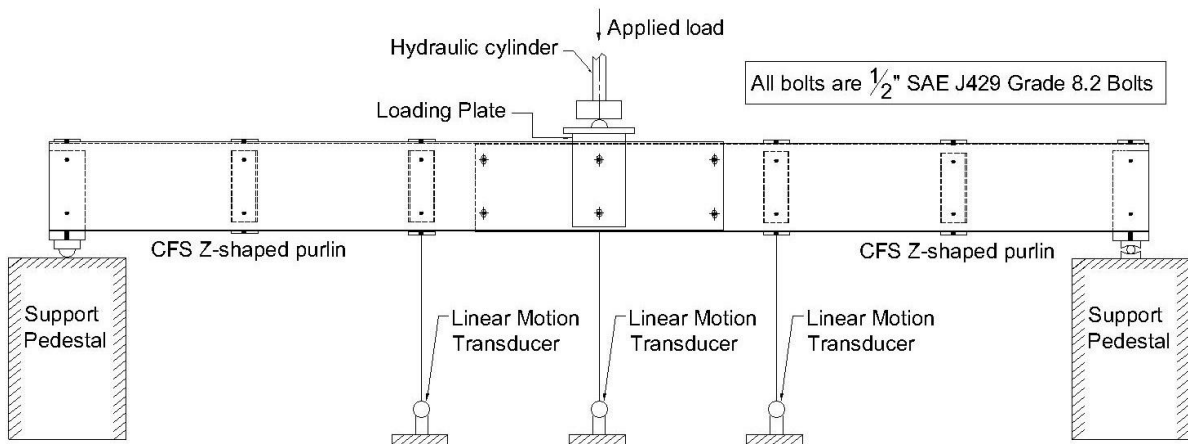 Applied load
Hydraulic cylinder
All bolts are 1/2" SAE J429 Grade 8.2 Bolts
Loading Plate
CFS Z-shaped purlin
CFS Z-shaped purlin
Support
Pedestal
Linear Motion
Transducer
Linear Motion
Transducer
Linear Motion
Transducer
Support
Pedestal